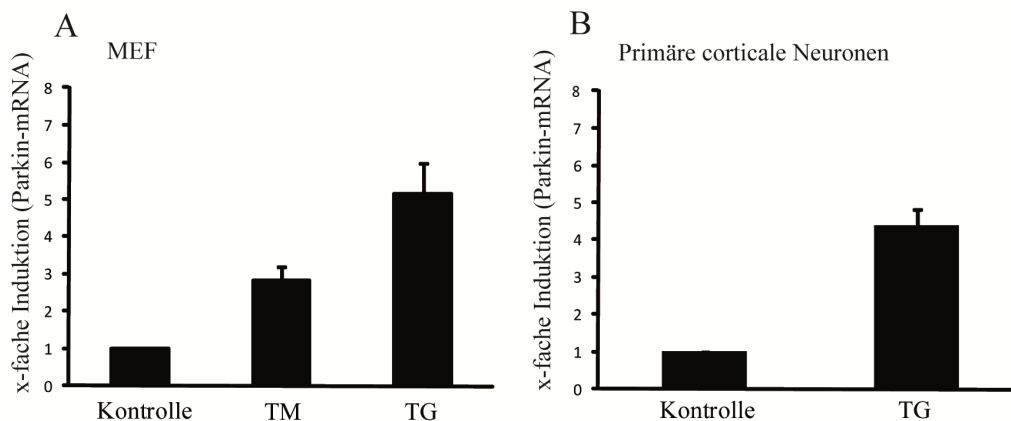 A
MEF
x-fache Induktion (Parkin-mRNA)
8
7
6
5
4
3
2
1
0
Kontrolle TM TG
B
Primäre corticale Neuronen
x-fache Induktion (Parkin-mRNA)
8
7
6
5
4
3
2
1
0
Kontrolle TG